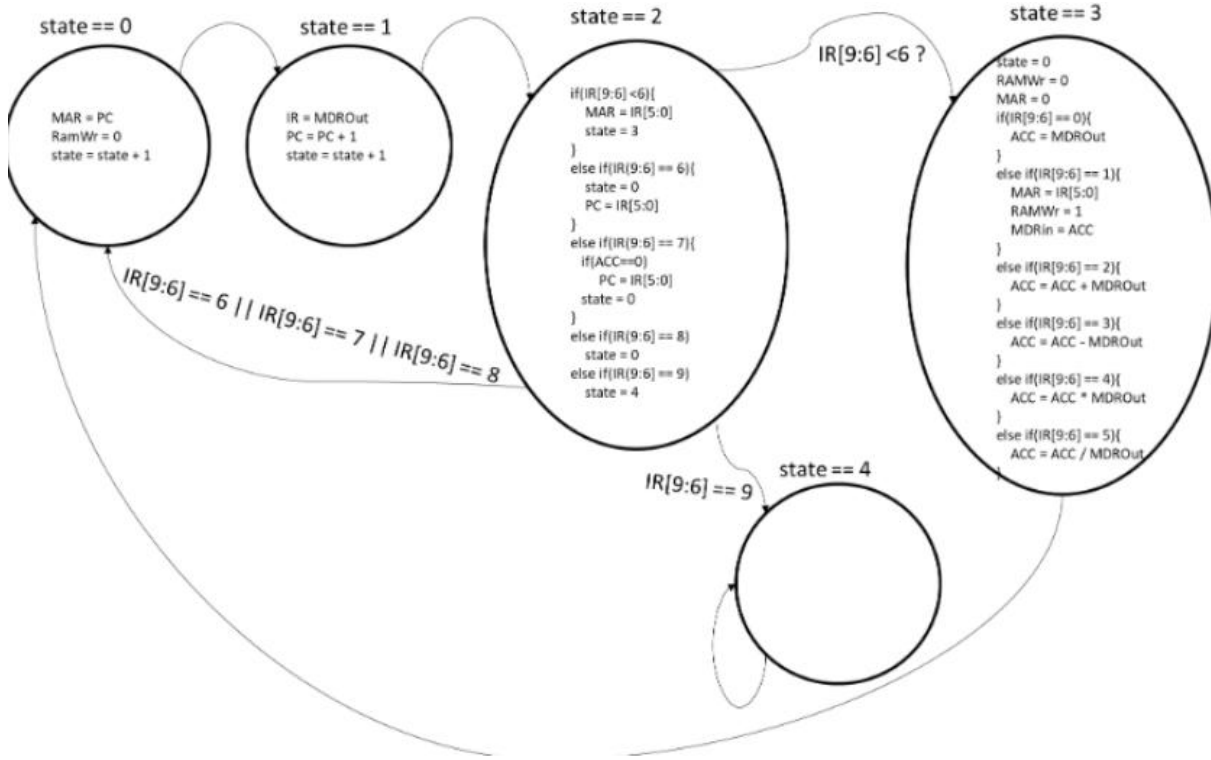 state == 0
MAR = PC
RamWr = 0
state = state + 1
state == 1
IR = MDROut
PC = PC + 1
state = state + 1
state == 2
if(IR[9:6] <6){
MAR = IR[5:0]
state = 3
}
else if(IR(9:6] == 6){
state = 0
PC = IR[5:0]
}
else if(IR(9:6] == 7){
if(ACC==0)
PC = IR[5:0]
state = 0
}
else if(IR(9:6] == 8)
state = 0
else if(IR(9:6] == 9)
state = 4
IR[9:6] <6 ?
state == 3
state = 0
RAMWr = 0
MAR = 0
if(IR[9:6] == 0){
ACC = MDROut
}
else if(IR[9:6] == 1){
MAR = IR[5:0]
RAMWr = 1
MDRin = ACC
}
else if(IR[9:6] == 2){
ACC = ACC + MDROut
}
else if(IR[9:6] == 3){
ACC = ACC - MDROut
}
else if(IR[9:6] == 4){
ACC = ACC * MDROut
}
else if(IR[9:6] == 5){
ACC = ACC / MDROut
}
IR[9:6] == 6 || IR[9:6] == 7 || IR[9:6] == 8
IR[9:6] == 9
state == 4